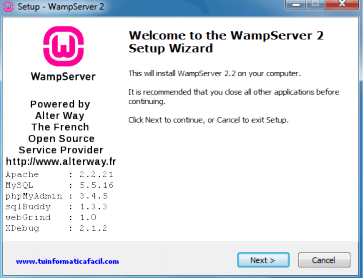 Setup - WampServer 2
WampServer
Powered by
Alter Way
The French
Open Source
Service Provider
http://www.alterway.fr
Apache : 2.2.21
MySQL : 5.5.16
phpMyAdmin : 3.4.5
sqlBuddy : 1.3.3
webGrind : 1.0
XDebug : 2.1.2
Welcome to the WampServer 2
Setup Wizard
This will install WampServer 2.2 on your computer.
It is recommended that you close all other applications before
continuing.
Click Next to continue, or Cancel to exit Setup.
www.tuinformaticafacil.com
Next >
Cancel